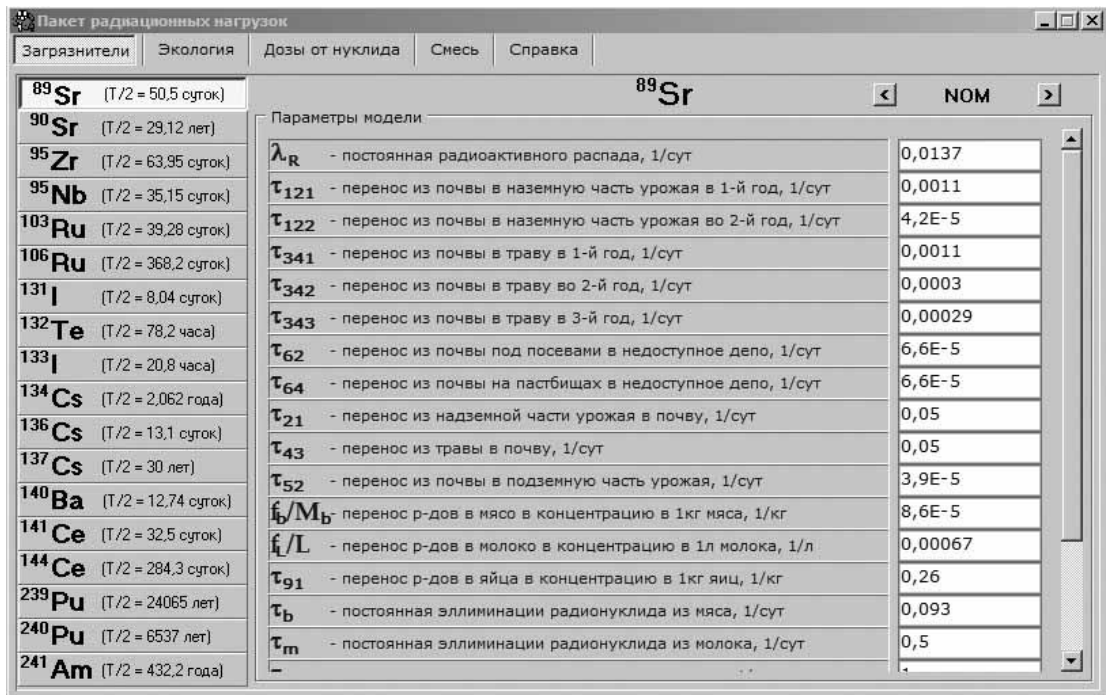 Пакет радиационных нагрузок
Загрязнители Экология Дозы от нуклида Смесь Справка
89Sr (T/2 = 50,5 суток)
90Sr (T/2 = 29,12 лет)
95Zr (T/2 = 63,95 суток)
95Nb (T/2 = 35,15 суток)
103Ru (T/2 = 39,28 суток)
106Ru (T/2 = 368,2 суток)
131I (T/2 = 8,04 суток)
132Te (T/2 = 78,2 часа)
133I (T/2 = 20,8 часа)
134Cs (T/2 = 2,062 года)
136Cs (T/2 = 13,1 суток)
137Cs (T/2 = 30 лет)
140Ba (T/2 = 12,74 суток)
141Ce (T/2 = 32,5 суток)
144Ce (T/2 = 284,3 суток)
239Pu (T/2 = 24065 лет)
240Pu (T/2 = 6537 лет)
241Am (T/2 = 432,2 года)
89Sr < NOM >
Параметры модели
λR - постоянная радиоактивного распада, 1/сут 0,0137
τ121 - перенос из почвы в наземную часть урожая в 1-й год, 1/сут 0,0011
τ122 - перенос из почвы в наземную часть урожая во 2-й год, 1/сут 4,2E-5
τ341 - перенос из почвы в траву в 1-й год, 1/сут 0,0011
τ342 - перенос из почвы в траву во 2-й год, 1/сут 0,0003
τ343 - перенос из почвы в траву в 3-й год, 1/сут 0,00029
τ62 - перенос из почвы под посевами в недоступное депо, 1/сут 6,6E-5
τ64 - перенос из почвы на пастбищах в недоступное депо, 1/сут 6,6E-5
τ21 - перенос из надземной части урожая в почву, 1/сут 0,05
τ43 - перенос из травы в почву, 1/сут 0,05
τ52 - перенос из почвы в подземную часть урожая, 1/сут 3,9E-5
fb/Mb - перенос р-дов в мясо в концентрацию в 1кг мяса, 1/кг 8,6E-5
fL/L - перенос р-дов в молоко в концентрацию в 1л молока, 1/л 0,00067
τ91 - перенос р-дов в яйца в концентрацию в 1кг яиц, 1/кг 0,26
τb - постоянная эллиминации радионуклида из мяса, 1/сут 0,093
τm - постоянная эллиминации радионуклида из молока, 1/сут 0,5